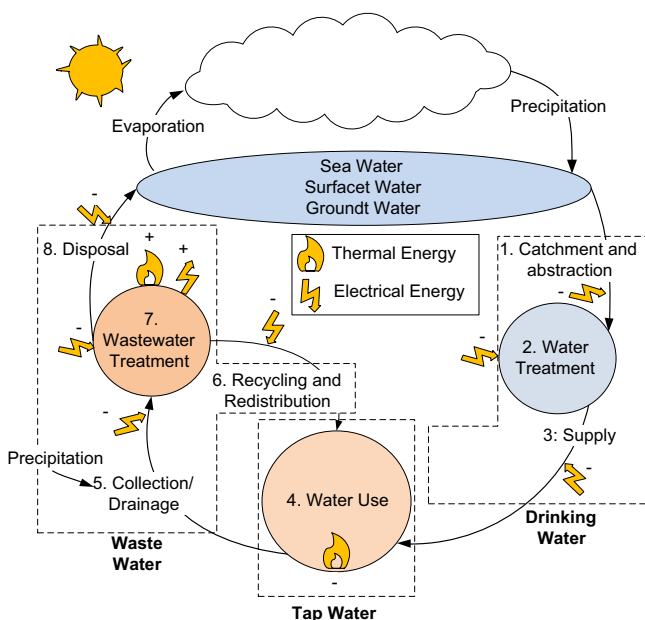 Evaporation
Precipitation
Sea Water
Surfacet Water
Groundt Water
-
8. Disposal
+
+
Thermal Energy
Electrical Energy
1. Catchment and
abstraction
-
-
7.
Wastewater
Treatment
-
-
2. Water
Treatment
6. Recycling and
Redistribution
-
3: Supply
-
Precipitation
5. Collection/
Drainage
4. Water Use
-
Drinking
Water
Waste
Water
Tap Water